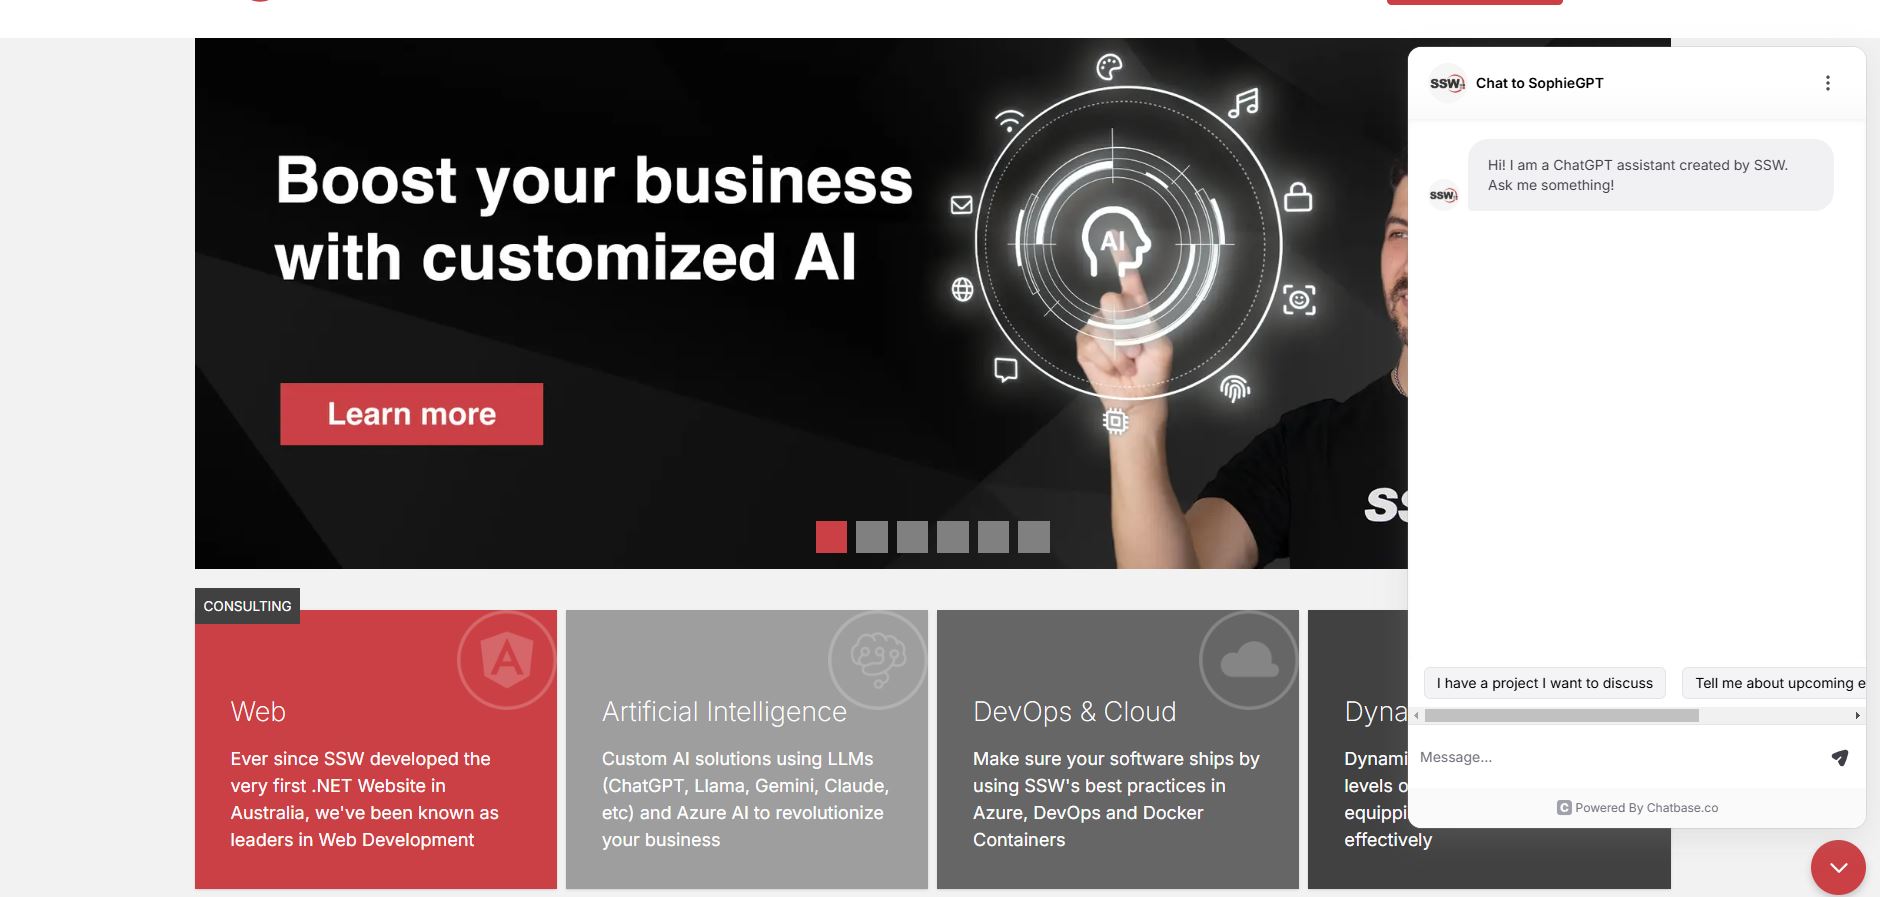 Boost your business
with customized AI
AI
Learn more
CONSULTING
Web
Ever since SSW developed the
very first .NET Website in
Australia, we've been known as
leaders in Web Development
Artificial Intelligence
Custom AI solutions using LLMs
(ChatGPT, Llama, Gemini, Claude,
etc) and Azure AI to revolutionize
your business
DevOps & Cloud
Make sure your software ships by
using SSW's best practices in
Azure, DevOps and Docker
Containers
Dyna
Dynami
levels o
equippi
effectively
SSW
Chat to SophieGPT
Hi! I am a ChatGPT assistant created by SSW.
Ask me something!
SSW
I have a project I want to discuss
Tell me about upcoming e
Message...
Powered By Chatbase.co